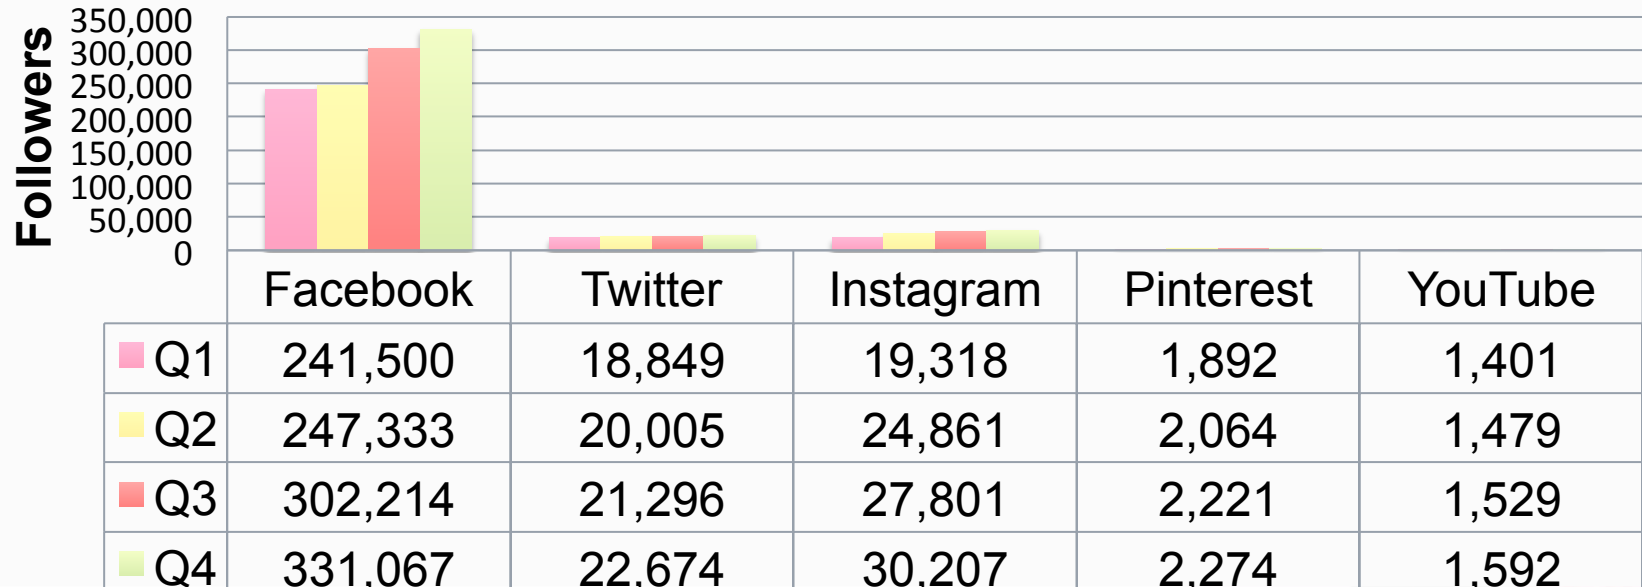 Followers
350,000
300,000
250,000
200,000
150,000
100,000
50,000
0
Facebook Twitter Instagram Pinterest YouTube
Q1 241,500 18,849 19,318 1,892 1,401
Q2 247,333 20,005 24,861 2,064 1,479
Q3 302,214 21,296 27,801 2,221 1,529
Q4 331,067 22,674 30,207 2,274 1,592